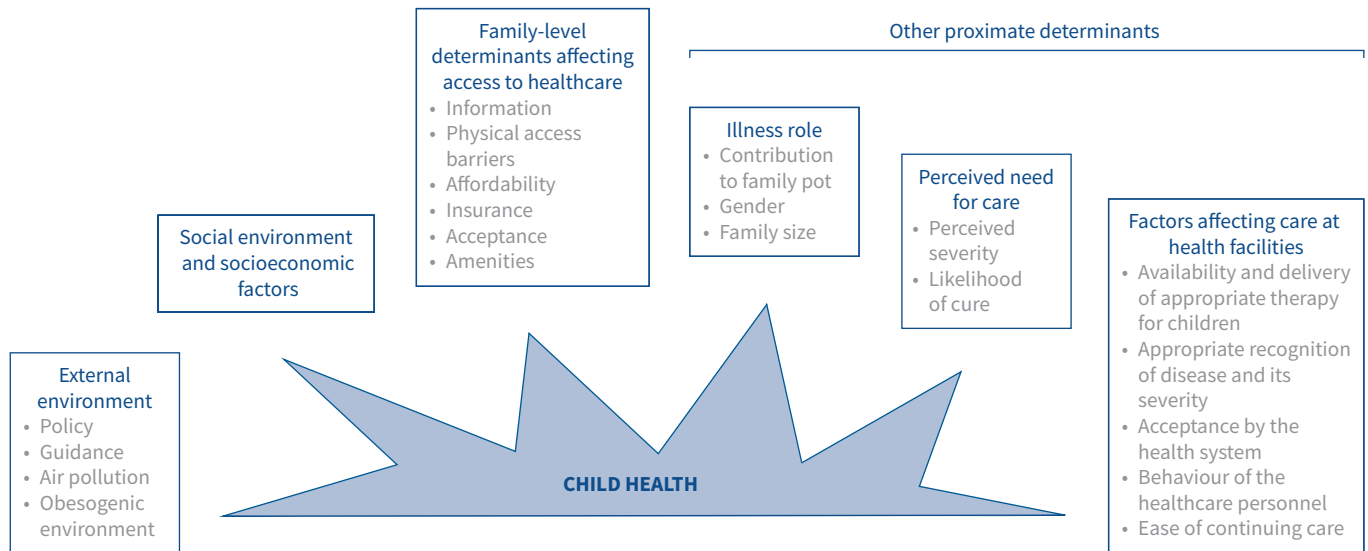 External
environment
• Policy
• Guidance
• Air pollution
• Obesogenic
environment
Social environment
and socioeconomic
factors
Family-level
determinants affecting
access to healthcare
• Information
• Physical access
barriers
• Affordability
• Insurance
• Acceptance
• Amenities
Other proximate determinants
Illness role
• Contribution
to family pot
• Gender
• Family size
Perceived need
for care
• Perceived
severity
• Likelihood
of cure
Factors affecting care at
health facilities
• Availability and delivery
of appropriate therapy
for children
• Appropriate recognition
of disease and its
severity
• Acceptance by the
health system
• Behaviour of the
healthcare personnel
• Ease of continuing care
CHILD HEALTH